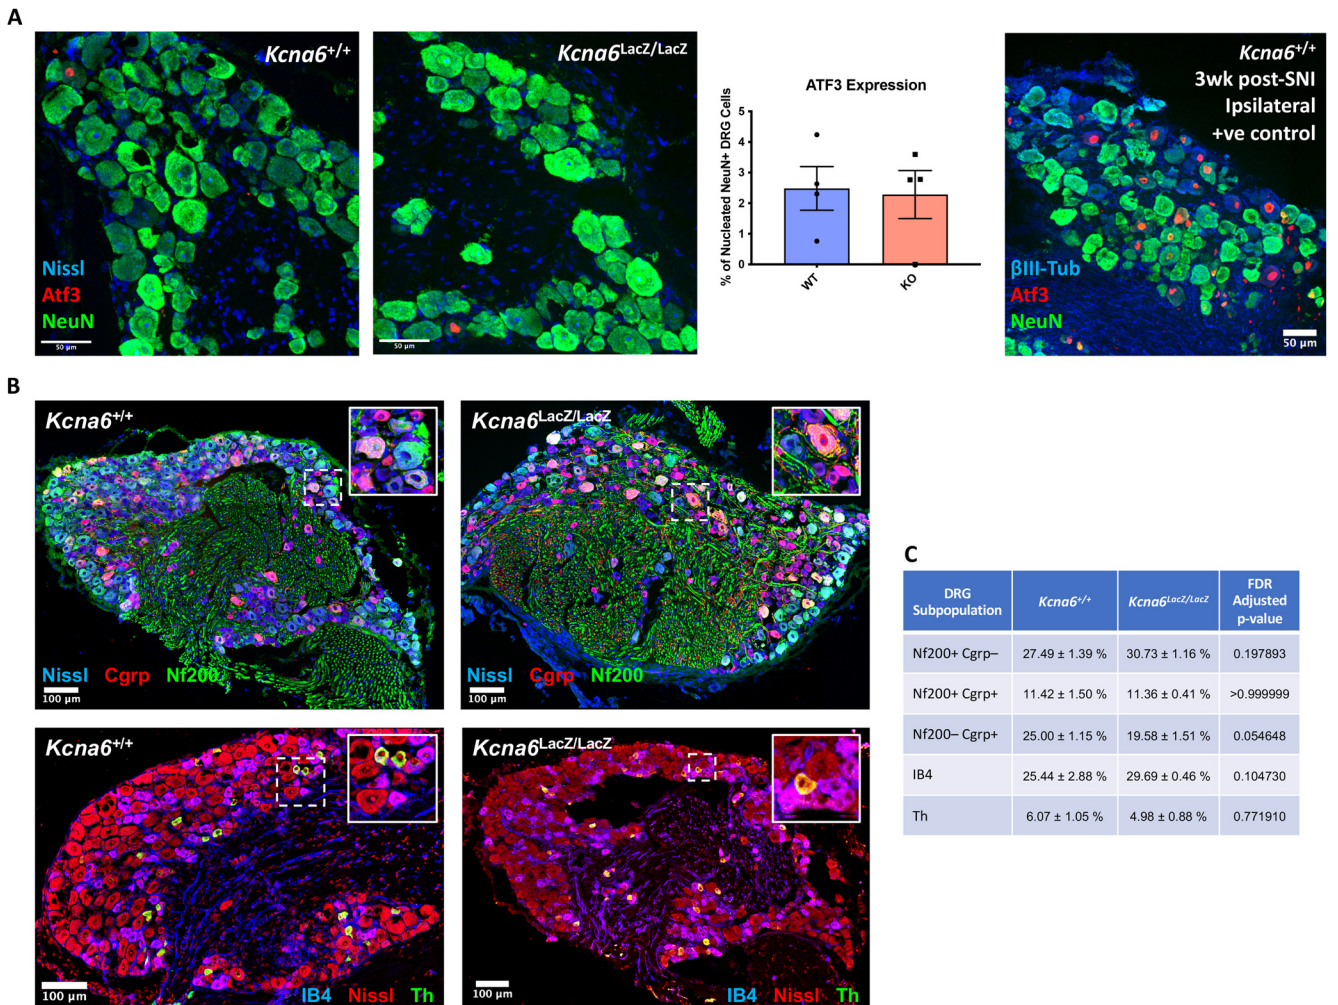 A
Kcna6+/+
Nissl
Atf3
NeuN
50 µm
Kcna6LacZ/LacZ
50 µm
ATF3 Expression
% of Nucleated NeuN+ DRG Cells
5
4
3
2
1
0
WT
KO
Kcna6+/+
3wk post-SNI
Ipsilateral
+ve control
βIII-Tub
Atf3
NeuN
50 µm
B
Kcna6+/+
Nissl Cgrp Nf200
100 µm
Kcna6LacZ/LacZ
Nissl Cgrp Nf200
100 µm
Kcna6+/+
100 µm
IB4 Nissl Th
Kcna6LacZ/LacZ
100 µm
IB4 Nissl Th
C
DRG Subpopulation Kcna6+/+ Kcna6LacZ/LacZ FDR Adjusted p-value
Nf200+ Cgrp– 27.49 ± 1.39 % 30.73 ± 1.16 % 0.197893
Nf200+ Cgrp+ 11.42 ± 1.50 % 11.36 ± 0.41 % >0.999999
Nf200– Cgrp+ 25.00 ± 1.15 % 19.58 ± 1.51 % 0.054648
IB4 25.44 ± 2.88 % 29.69 ± 0.46 % 0.104730
Th 6.07 ± 1.05 % 4.98 ± 0.88 % 0.771910